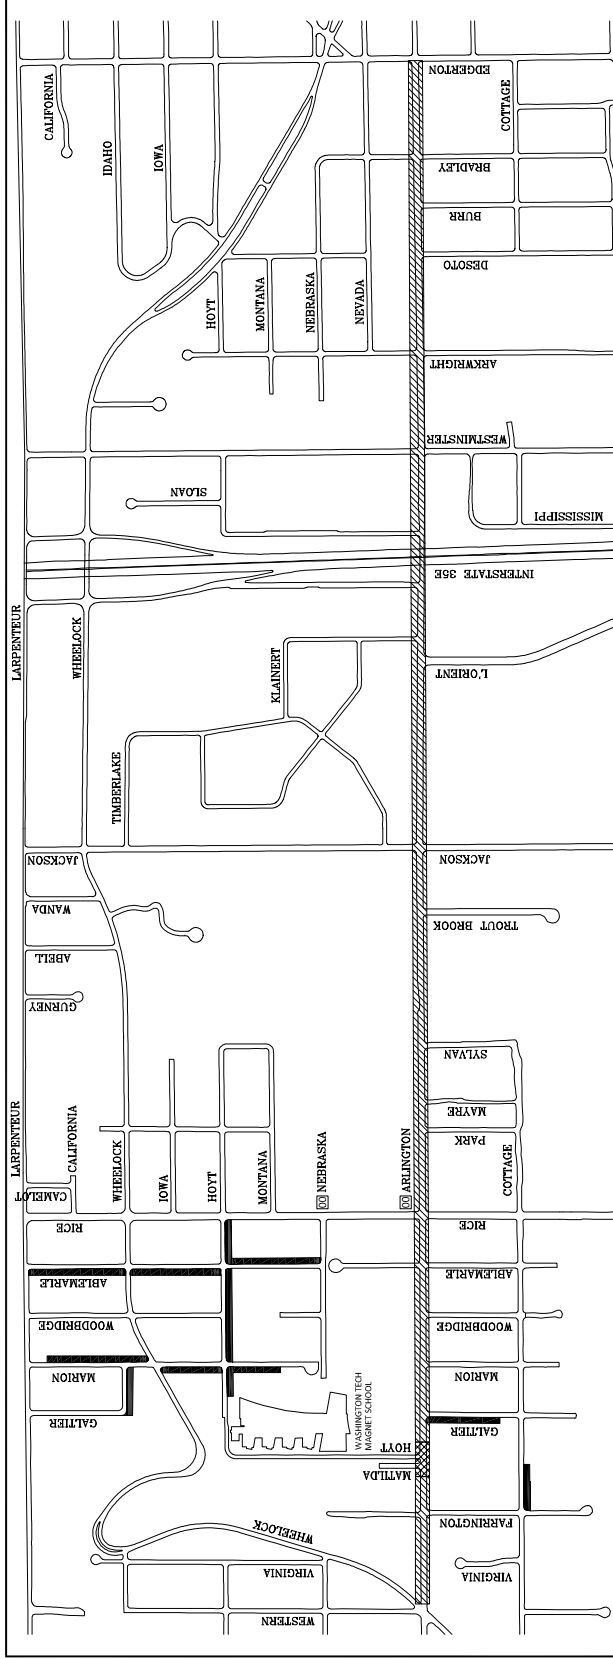 EDGERTON
CALIFORNIA
COTTAGE
IDAHO
IOWA
BRADLEY
BURR
DESOTO
HOYT
MONTANA
NEBRASKA
NEVADA
ARKWRIGHT
WESTMINSTER
SLOAN
MISSISSIPPI
INTERSTATE 35E
LARPENTEUR
WHEELOCK
KLAINERT
L'ORIENT
TIMBERLAKE
JACKSON
JACKSON
WANDA
TROUT BROOK
ABELL
GURNEY
SYLVAN
MAYRE
PARK
LARPENTEUR
CALIFORNIA
CAMELOT
WHEELOCK
IOWA
HOYT
MONTANA
NEBRASKA
ARLINGTON
COTTAGE
RICE
RICE
ABLEMARLE
ABLEMARLE
WOODBRIDGE
WOODBRIDGE
MARION
MARION
GALTIER
GALTIER
WASHINGTON TECH
MAGNET SCHOOL
HOYT
MATILDA
WHEELOCK
FARRINGTON
VIRGINIA
VIRGINIA
WESTERN